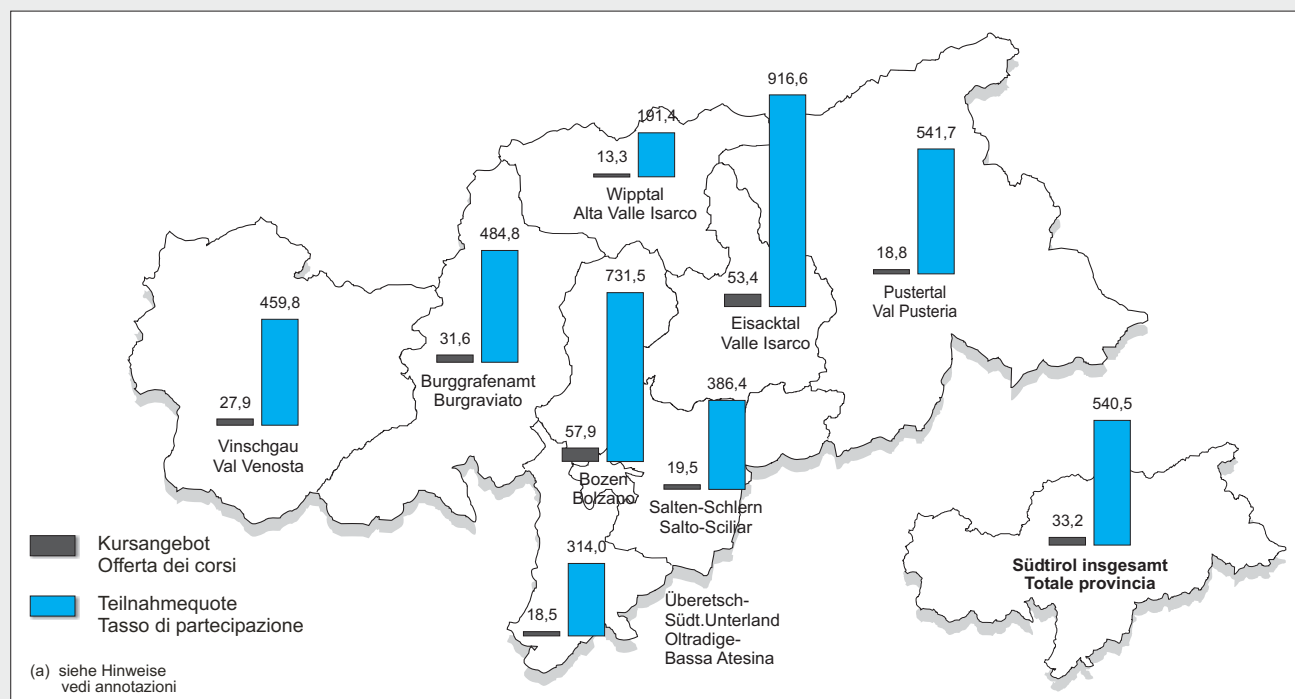 916,6
191,4
13,3
Wipptal
Alta Valle Isarco
541,7
18,8
Pustertal
Val Pusteria
484,8
31,6
Burggrafenamt
Burgraviato
731,5
57,9
Bozen
Bolzano
53,4
Eisacktal
Valle Isarco
459,8
27,9
Vinschgau
Val Venosta
386,4
19,5
Salten-Schlern
Salto-Sciliar
540,5
33,2
Südtirol insgesamt
Totale provincia
314,0
18,5
Überetsch-
Südt.Unterland
Oltradige-
Bassa Atesina
Kursangebot
Offerta dei corsi
Teilnahmequote
Tasso di partecipazione
(a) siehe Hinweise
vedi annotazioni